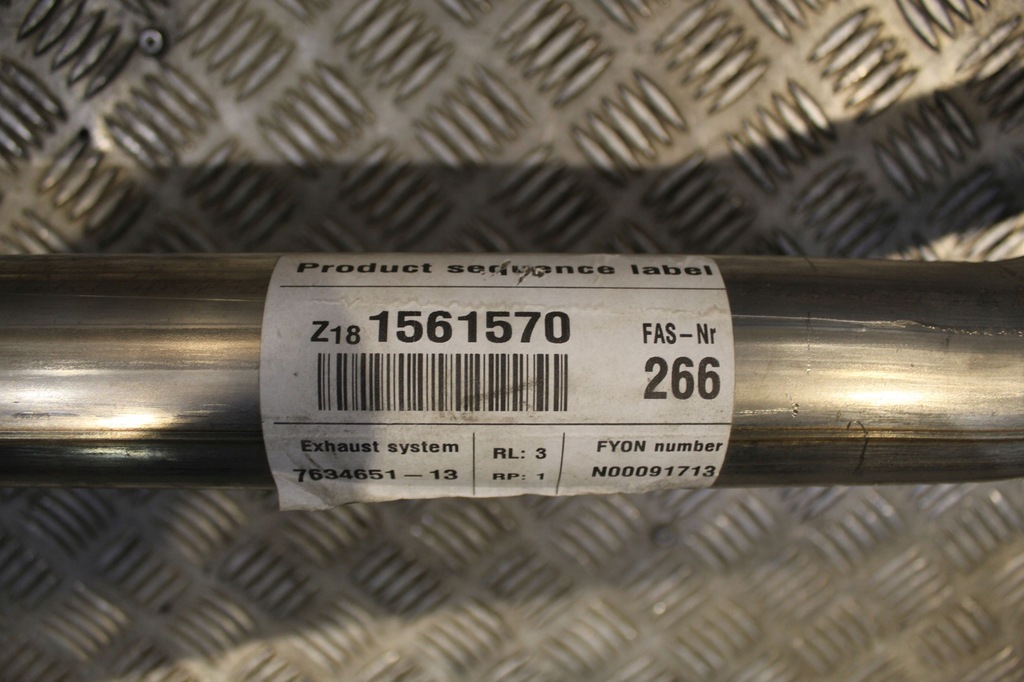 Product sequence label
Z18 1561570
FAS-Nr
266
Exhaust system
7634651-13
RL: 3
RP: 1
FYON number
N00091713